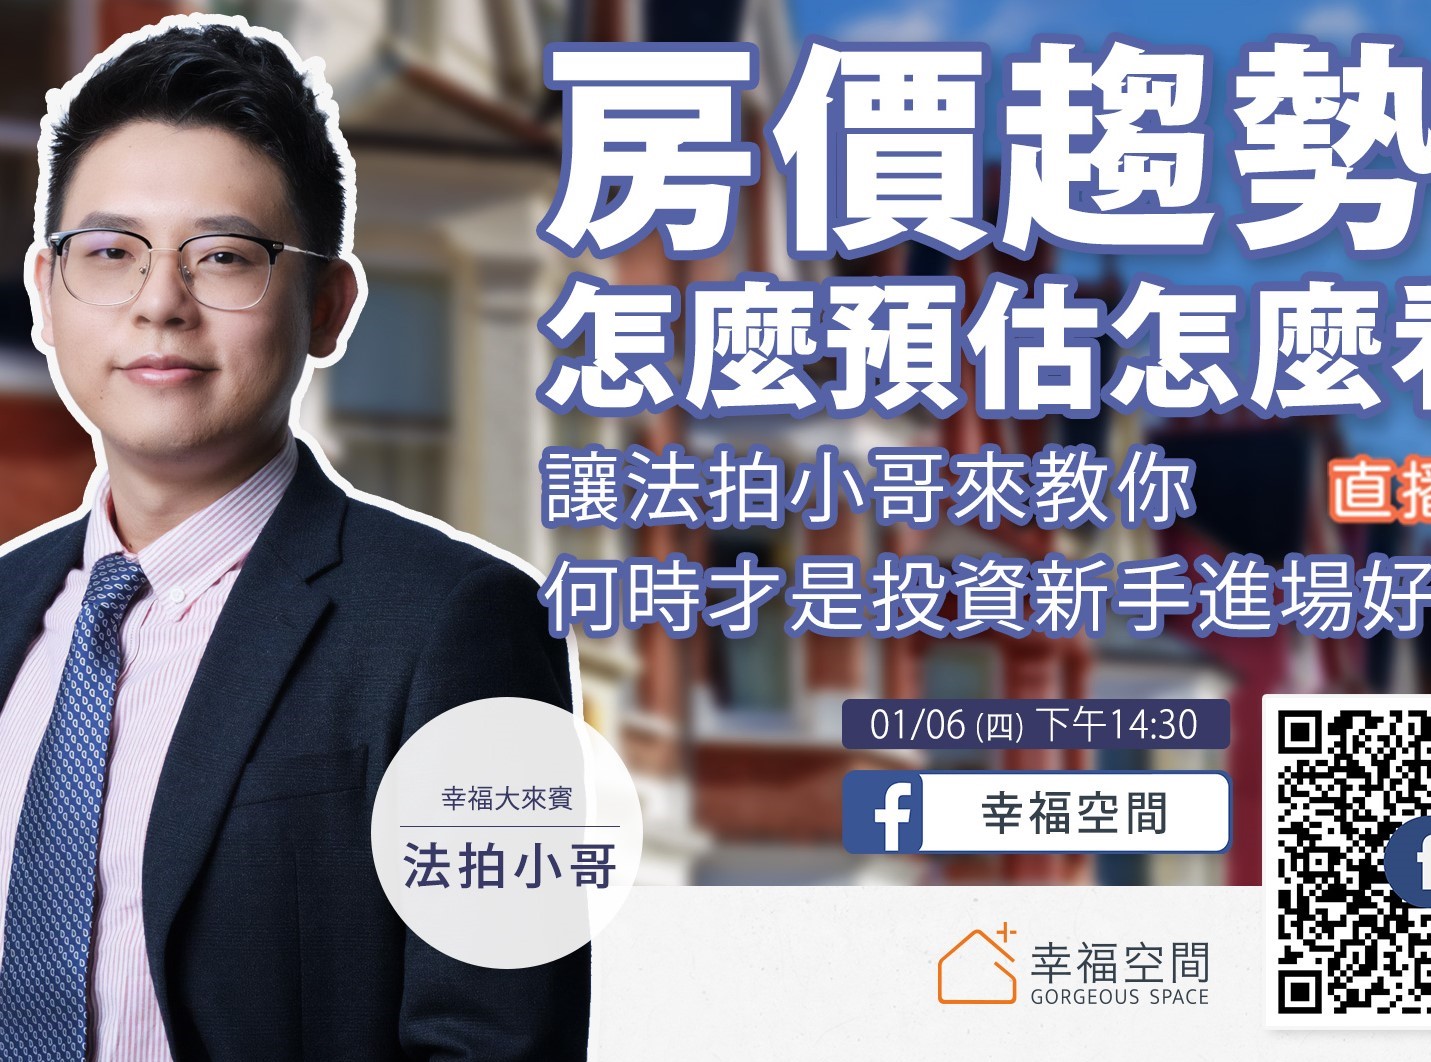 房價趨勢
怎麼預估怎麼看
讓法拍小哥來教你
直播
何時才是投資新手進場好
01/06 (四) 下午14:30
f 幸福空間
幸福大來賓
法拍小哥
幸福空間
GORGEOUS SPACE